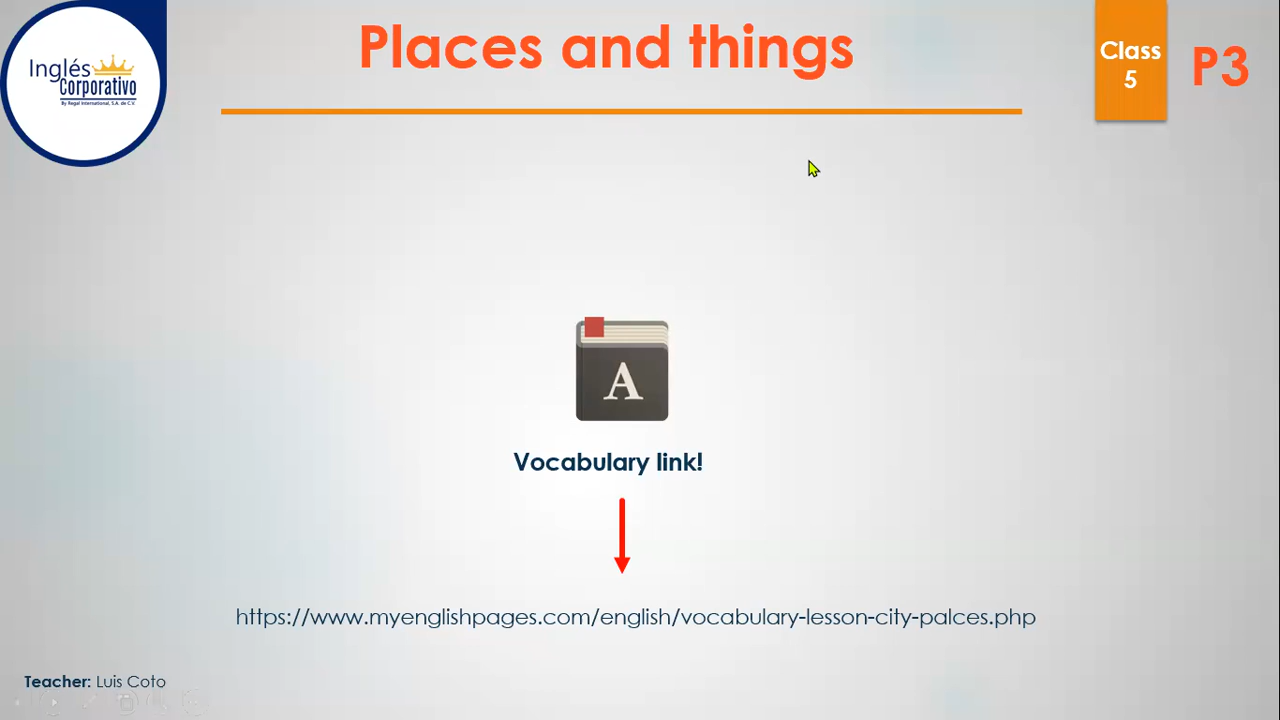 Inglés
Corporativo
By Regal International, S.A. de C.V.
Places and things
Class
5
P3
A
Vocabulary link!
https://www.myenglishpages.com/english/vocabulary-lesson-city-palces.php
Teacher: Luis Coto